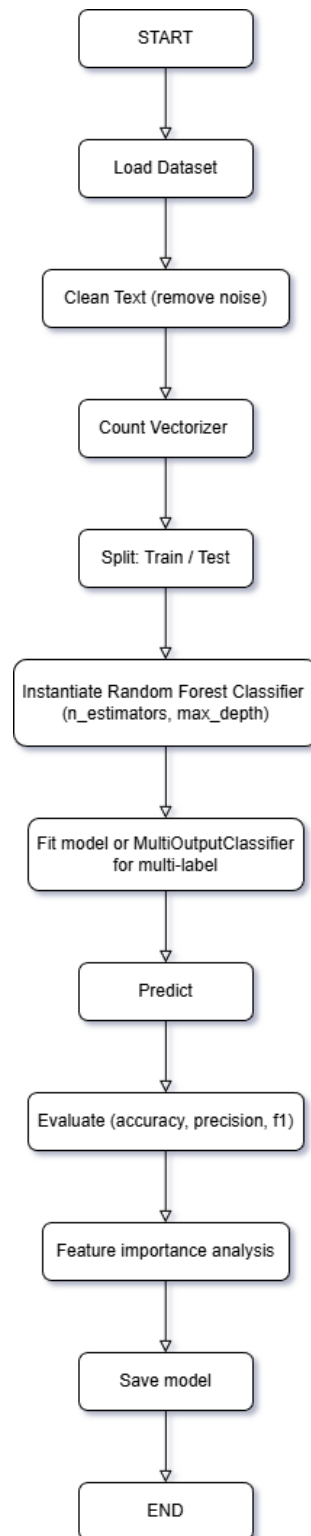 START
Load Dataset
Clean Text (remove noise)
Count Vectorizer
Split: Train / Test
Instantiate Random Forest Classifier
(n_estimators, max_depth)
Fit model or MultiOutputClassifier
for multi-label
Predict
Evaluate (accuracy, precision, f1)
Feature importance analysis
Save model
END